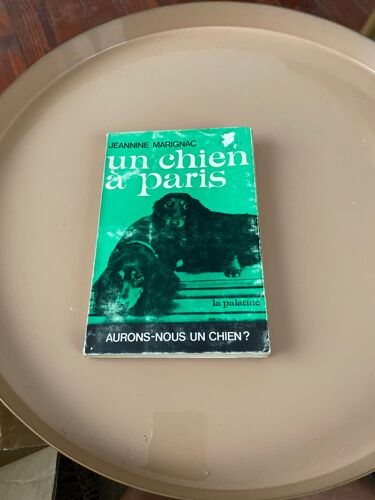 JEANNINE MARIGNAC
un chien
à paris
la palatine
AURONS-NOUS UN CHIEN ?